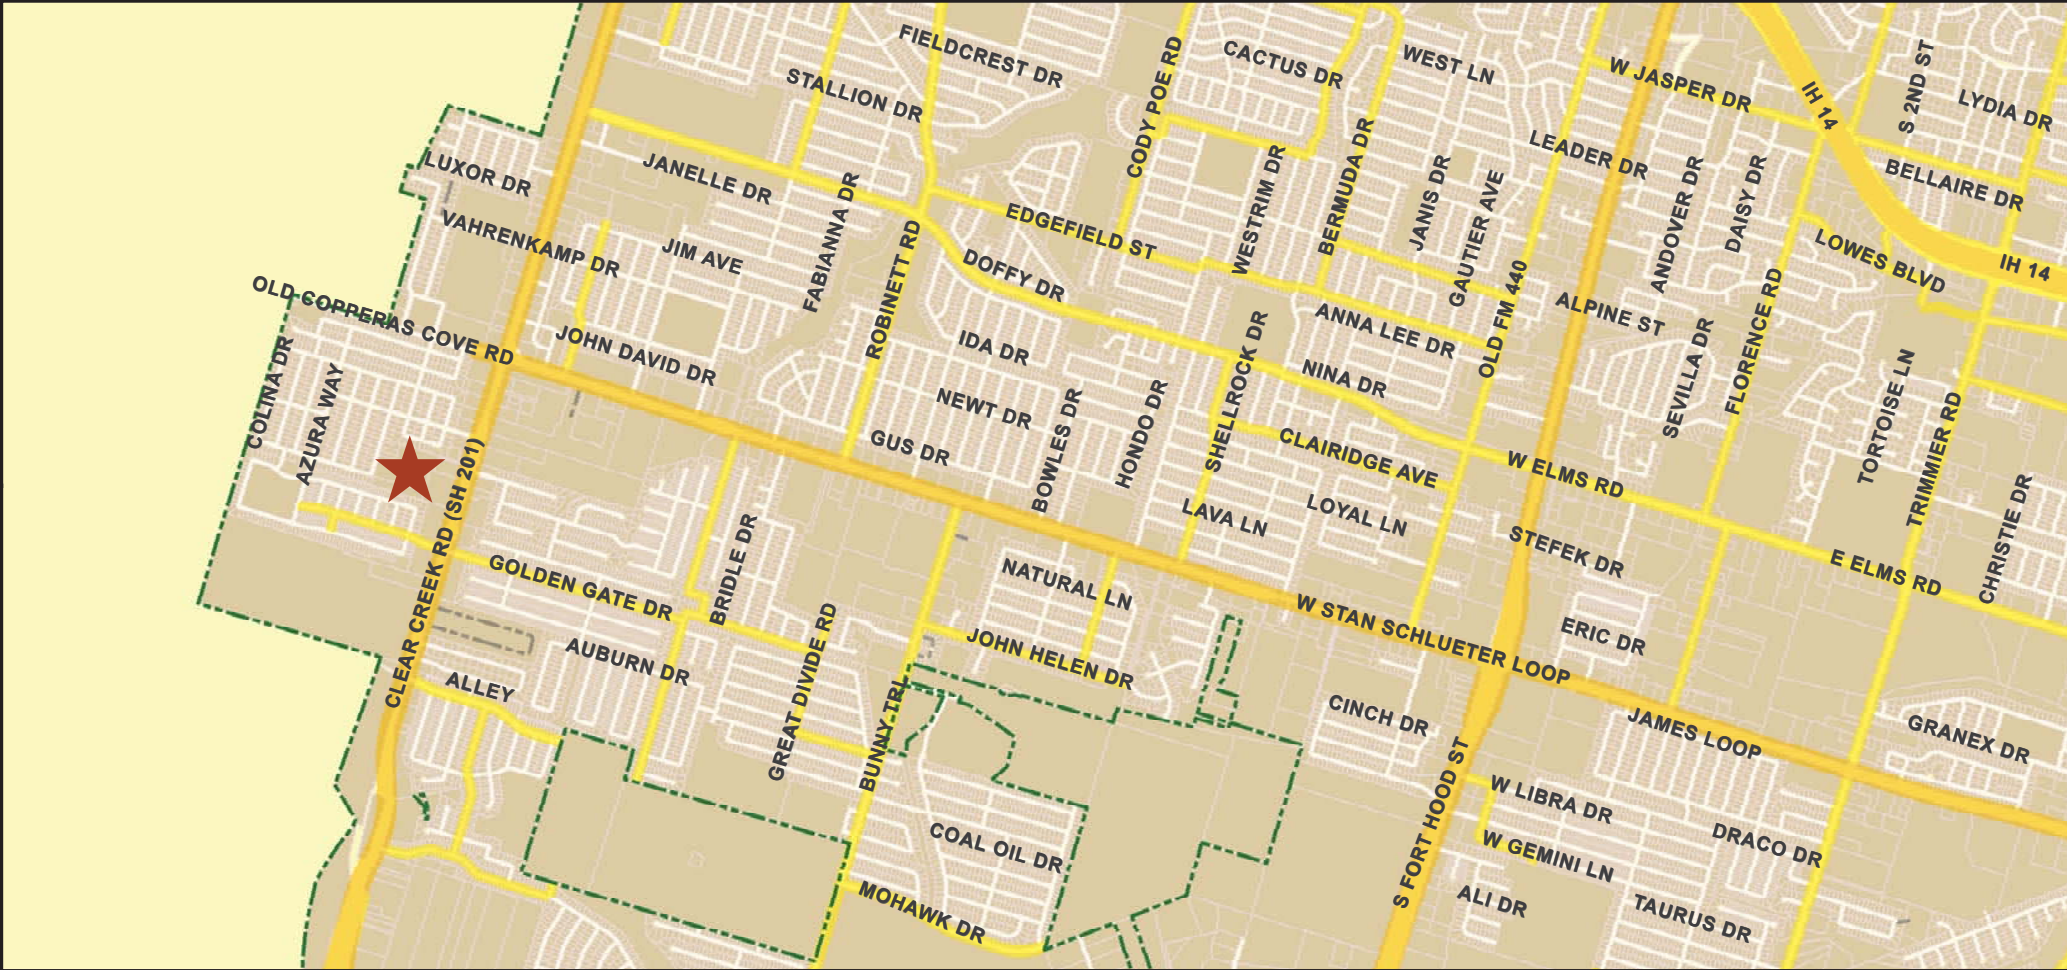 FIELDCREST DR
CACTUS DR
WEST LN
W JASPER DR
IH 14
S 2ND ST
LYDIA DR
STALLION DR
CODY POE RD
LUXOR DR
JANELLE DR
FABIANNA DR
EDGEFIELD ST
WESTRIM DR
BERMUDA DR
JANIS DR
GAUTIER AVE
LEADER DR
ANDOVER DR
DAISY DR
BELLAIRE DR
VAHRENKAMP DR
JIM AVE
ROBINETT RD
DOFFY DR
LOWES BLVD
IH 14
OLD COPPERAS COVE RD
JOHN DAVID DR
IDA DR
ANNA LEE DR
OLD FM 440
ALPINE ST
FLORENCE RD
COLINA DR
AZURA WAY
NEWT DR
SHELLROCK DR
NINA DR
SEVILLA DR
TORTOISE LN
GUS DR
BOWLES DR
HONDO DR
CLAIRIDGE AVE
W ELMS RD
TRIMMIER RD
CLEAR CREEK RD (SH 201)
LAVA LN
LOYAL LN
STEFEK DR
E ELMS RD
CHRISTIE DR
GOLDEN GATE DR
BRIDLE DR
NATURAL LN
W STAN SCHLUETER LOOP
ERIC DR
AUBURN DR
GREAT DIVIDE RD
JOHN HELEN DR
ALLEY
BUNNY TRL
CINCH DR
JAMES LOOP
GRANEX DR
S FORT HOOD ST
W LIBRA DR
COAL OIL DR
W GEMINI LN
DRACO DR
MOHAWK DR
ALI DR
TAURUS DR